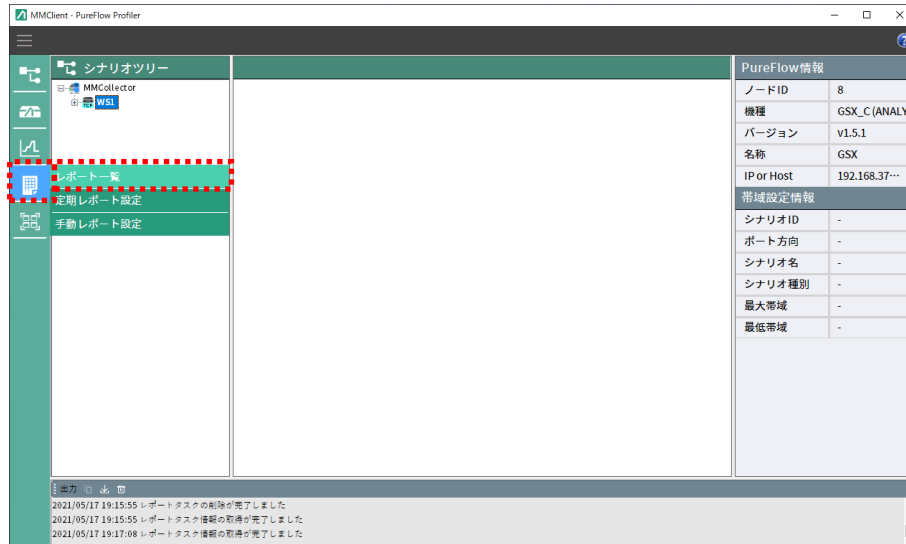 MMClient - PureFlow Profiler
シナリオツリー
MMCollector
WS1
レポート一覧
定期レポート設定
手動レポート設定
PureFlow情報
ノードID 8
機種 GSX_C (ANALY
バージョン v1.5.1
名称 GSX
IP or Host 192.168.37…
帯域設定情報
シナリオID -
ポート方向 -
シナリオ名 -
シナリオ種別 -
最大帯域 -
最低帯域 -
出力
2021/05/17 19:15:55 レポートタスクの削除が完了しました
2021/05/17 19:15:55 レポートタスク情報の取得が完了しました
2021/05/17 19:17:08 レポートタスク情報の取得が完了しました